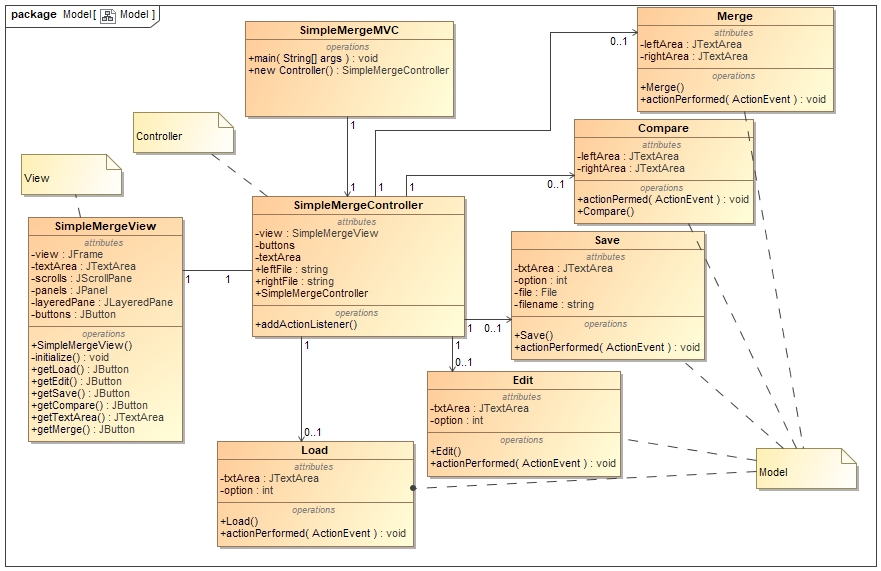 package Model [ Model ]
SimpleMergeMVC
operations
+main( String[] args ) : void
+new Controller() : SimpleMergeController
Merge
attributes
-leftArea : JTextArea
-rightArea : JTextArea
operations
+Merge()
+actionPerformed( ActionEvent ) : void
0..1
1
Controller
Compare
attributes
-leftArea : JTextArea
-rightArea : JTextArea
operations
+actionPermed( ActionEvent ) : void
+Compare()
0..1
View
1
1
1
SimpleMergeController
attributes
-view : SimpleMergeView
-buttons
-textArea
+leftFile : string
+rightFile : string
+SimpleMergeController
operations
+addActionListener()
SimpleMergeView
attributes
-view : JFrame
-textArea : JTextArea
-scrolls : JScrollPane
-panels : JPanel
-layeredPane : JLayeredPane
-buttons : JButton
operations
+SimpleMergeView()
-initialize() : void
+getLoad() : JButton
+getEdit() : JButton
+getSave() : JButton
+getCompare() : JButton
+getTextArea() : JTextArea
+getMerge() : JButton
1
1
Save
attributes
-txtArea : JTextArea
-option : int
-file : File
-filename : string
operations
+Save()
+actionPerformed( ActionEvent ) : void
1
0..1
1
0..1
1
0..1
Edit
attributes
-txtArea : JTextArea
-option : int
operations
+Edit()
+actionPerformed( ActionEvent ) : void
Load
attributes
-txtArea : JTextArea
-option : int
operations
+Load()
+actionPerformed( ActionEvent ) : void
Model